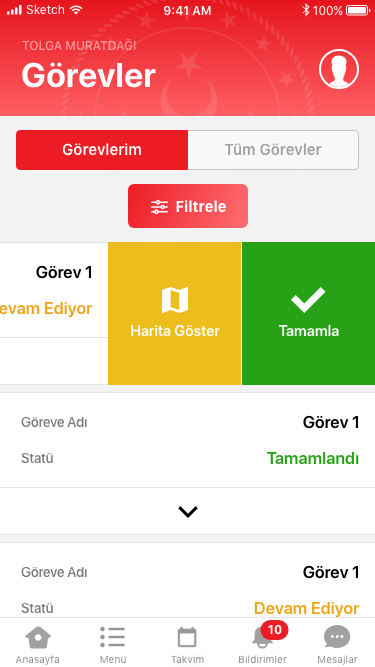 Sketch 9:41 AM 100%
TOLGA MURATDAĞI
Görevler
Görevlerim Tüm Görevler
Filtrele
Görev 1
evam Ediyor
Harita Göster Tamamla
Göreve Adı Görev 1
Statü Tamamlandı
Göreve Adı Görev 1
Statü Devam Ediyor
10
Anasayfa Menü Takvim Bildirimler Mesajlar